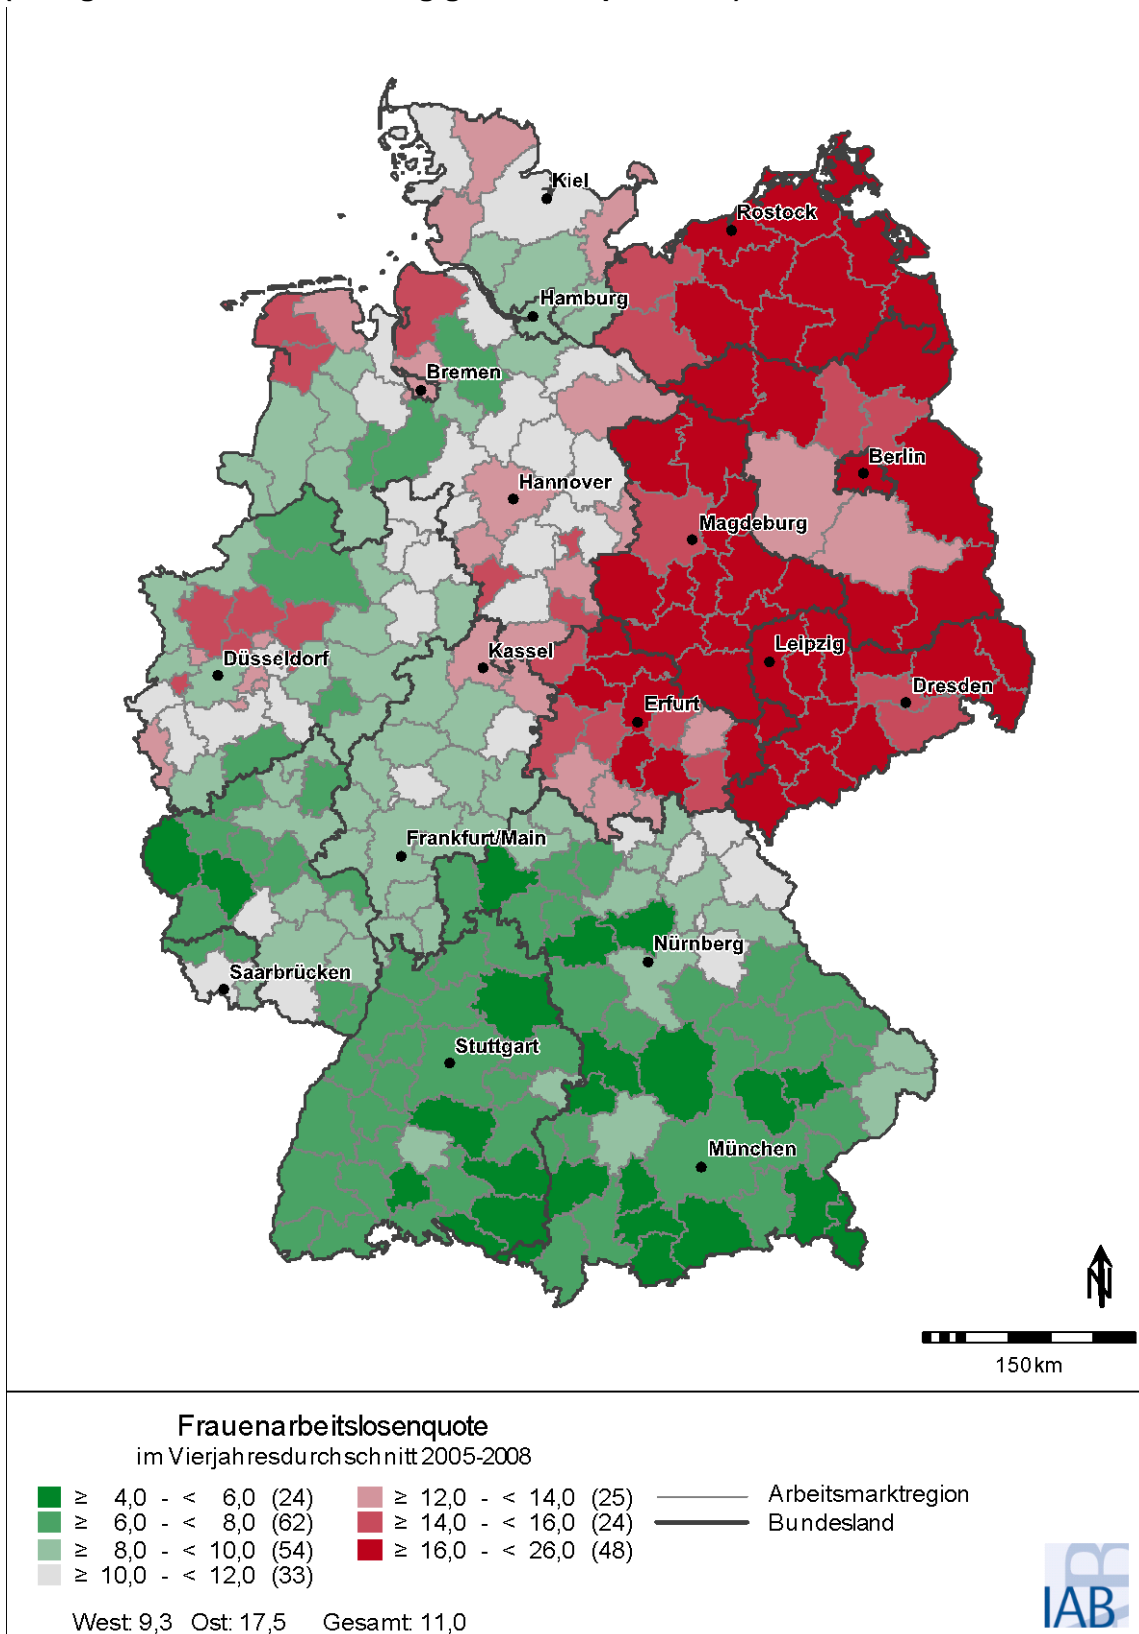 Kiel
Rostock
Hamburg
Bremen
Berlin
Hannover
Magdeburg
Leipzig
Kassel
Düsseldorf
Dresden
Erfurt
Frankfurt/Main
Nürnberg
Saarbrücken
Stuttgart
München
N
150 km
Frauenarbeitslosenquote
im Vierjahresdurchschnitt 2005-2008
≥ 4,0 - < 6,0 (24)
≥ 6,0 - < 8,0 (62)
≥ 8,0 - < 10,0 (54)
≥ 10,0 - < 12,0 (33)
≥ 12,0 - < 14,0 (25)
≥ 14,0 - < 16,0 (24)
≥ 16,0 - < 26,0 (48)
Arbeitsmarktregion
Bundesland
West: 9,3 Ost: 17,5 Gesamt: 11,0
IAB